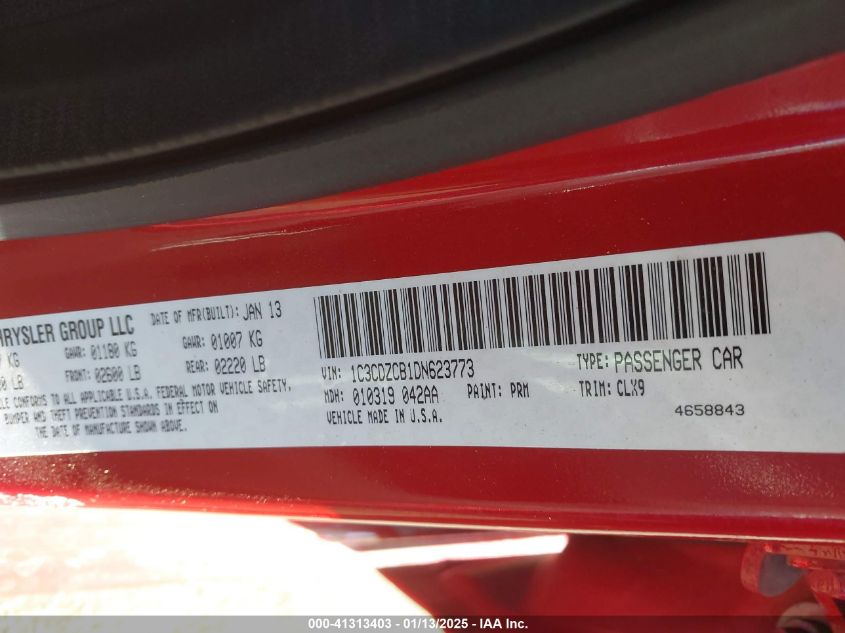 RYSLER GROUP LLC
DATE OF MFR(BUILT): JAN 13
KG GAWR: 01180 KG GAWR: 01007 KG
LB FRONT: 02600 LB REAR: 02220 LB
CONFORMS TO ALL APPLICABLE U.S.A. FEDERAL MOTOR VEHICLE SAFETY,
BUMPER AND THEFT PREVENTION STANDARDS IN EFFECT ON
THE DATE OF MANUFACTURE SHOWN ABOVE.
VIN: 1C3CDZCB1DN623773 TYPE: PASSENGER CAR
MDH: 010319 042AA PAINT: PRM TRIM: CLX9
VEHICLE MADE IN U.S.A.
4658843
000-41313403 - 01/13/2025 - IAA Inc.